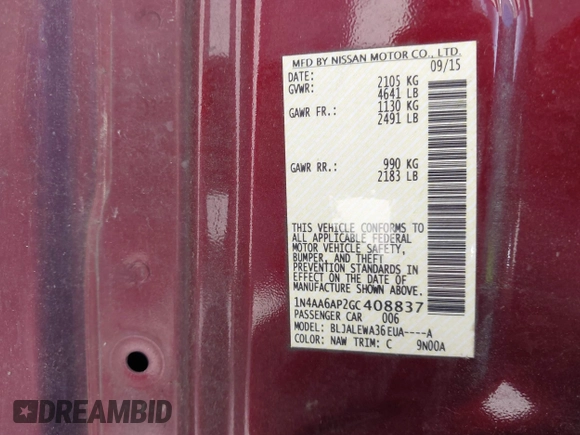 MFD BY NISSAN MOTOR CO., LTD.
DATE: 09/15
GVWR: 2105 KG
4641 LB
GAWR FR.: 1130 KG
2491 LB
GAWR RR.: 990 KG
2183 LB
THIS VEHICLE CONFORMS TO
ALL APPLICABLE FEDERAL
MOTOR VEHICLE SAFETY,
BUMPER, AND THEFT
PREVENTION STANDARDS IN
EFFECT ON THE DATE OF
MANUFACTURE SHOWN ABOVE.
1N4AA6AP2GC408837
PASSENGER CAR 006
MODEL: BLJALEWA36EUA----A
COLOR: NAW TRIM: C 9N00A
DREAMBID